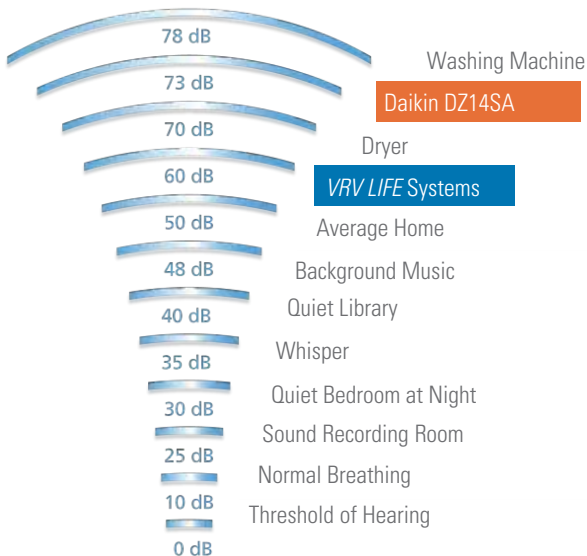 78 dB
Washing Machine
73 dB
Daikin DZ14SA
70 dB
Dryer
60 dB
VRV LIFE Systems
50 dB
Average Home
48 dB
Background Music
40 dB
Quiet Library
35 dB
Whisper
30 dB
Quiet Bedroom at Night
25 dB
Sound Recording Room
10 dB
Normal Breathing
0 dB
Threshold of Hearing